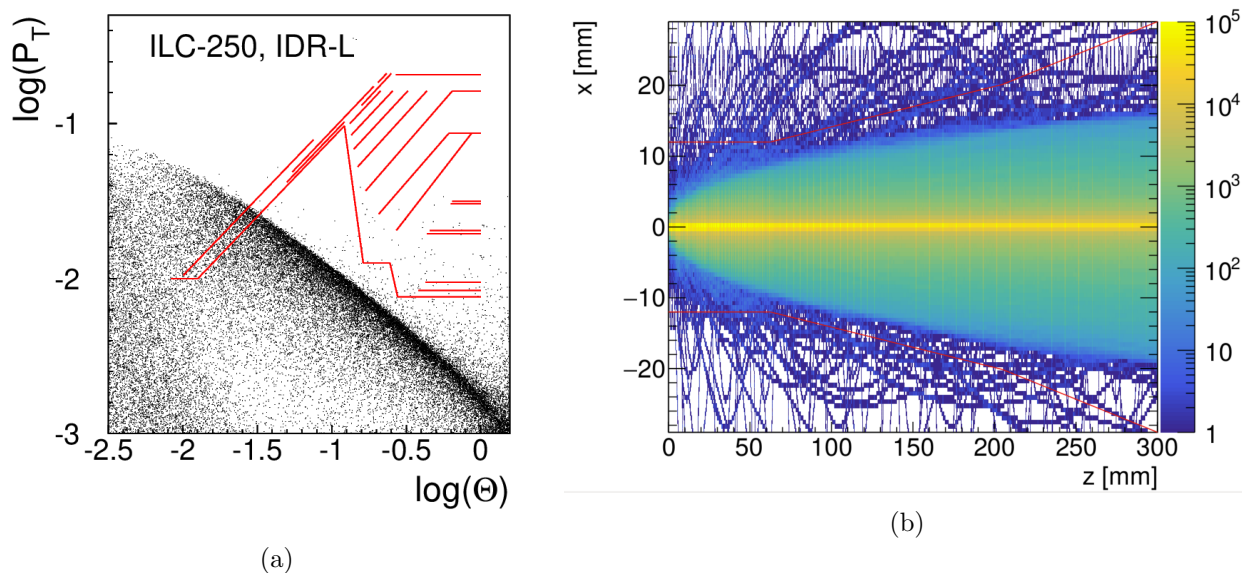 ILC-250, IDR-L
log(P_T)
-1
-2
-3
-2.5 -2 -1.5 -1 -0.5 0
log(Θ)
(a)
x [mm]
20
10
0
−10
−20
0 50 100 150 200 250 300
z [mm]
10^5
10^4
10^3
10^2
10
1
(b)